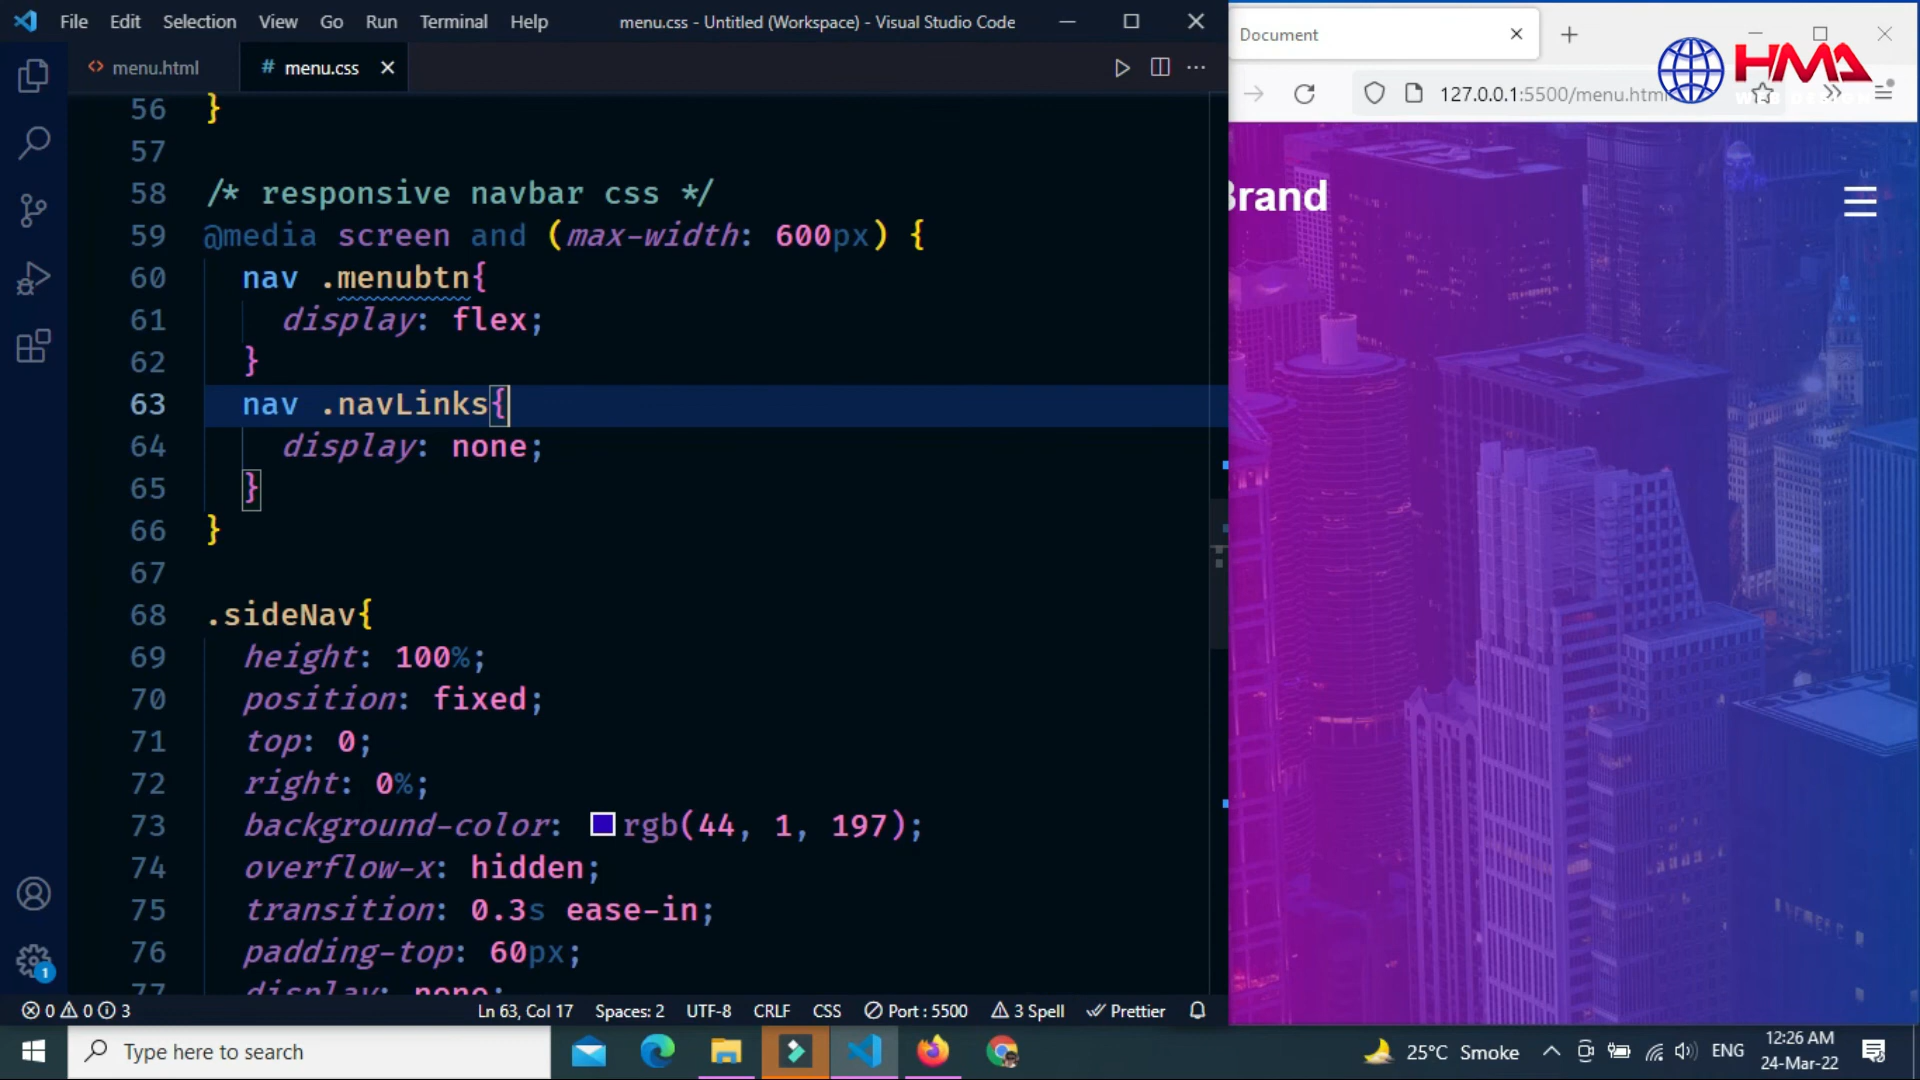 File Edit Selection View Go Run Terminal Help
menu.css - Untitled (Workspace) - Visual Studio Code
menu.html
# menu.css
56 }
57
58 /* responsive navbar css */
59 @media screen and (max-width: 600px) {
60 nav .menubtn{
61 display: flex;
62 }
63 nav .navLinks{
64 display: none;
65 }
66 }
67
68 .sideNav{
69 height: 100%;
70 position: fixed;
71 top: 0;
72 right: 0%;
73 background-color: rgb(44, 1, 197);
74 overflow-x: hidden;
75 transition: 0.3s ease-in;
76 padding-top: 60px;
77 display: none;
0 0 3
Ln 63, Col 17 Spaces: 2 UTF-8 CRLF CSS Port : 5500 3 Spell Prettier
1
Document
127.0.0.1:5500/menu.html
HMA
WEB DESIGN
Brand
Type here to search
25°C Smoke
ENG
12:26 AM
24-Mar-22